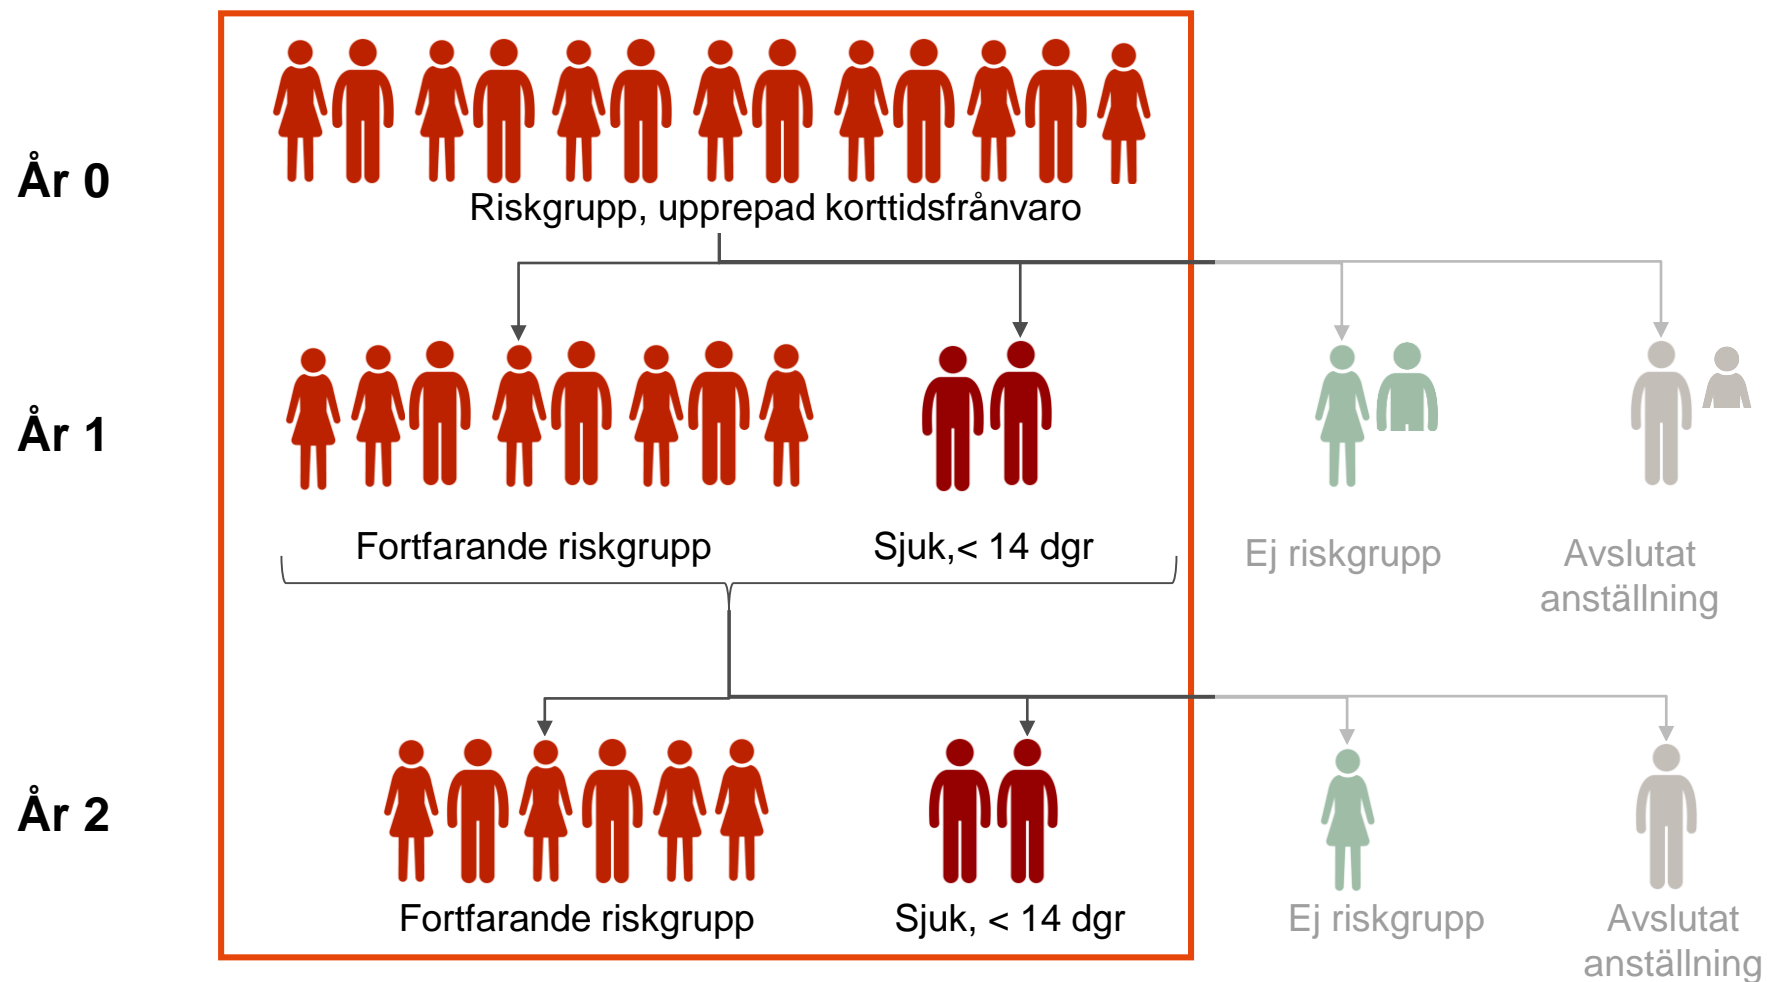 År 0
Riskgrupp, upprepad korttidsfrånvaro
År 1
Fortfarande riskgrupp
Sjuk,< 14 dgr
Ej riskgrupp
Avslutat
anställning
År 2
Fortfarande riskgrupp
Sjuk, < 14 dgr
Ej riskgrupp
Avslutat
anställning